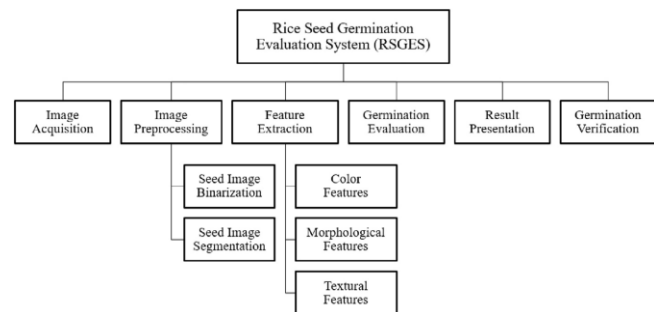 Rice Seed Germination
Evaluation System (RSGES)
Image
Acquisition
Image
Preprocessing
Feature
Extraction
Germination
Evaluation
Result
Presentation
Germination
Verification
Seed Image
Binarization
Seed Image
Segmentation
Color
Features
Morphological
Features
Textural
Features